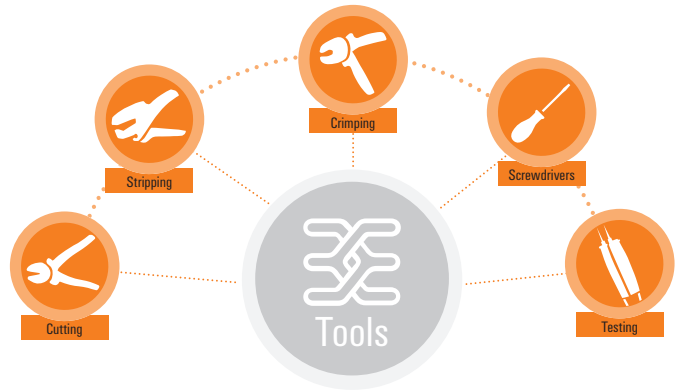 Crimping
Stripping
Screwdrivers
Cutting
Tools
Testing